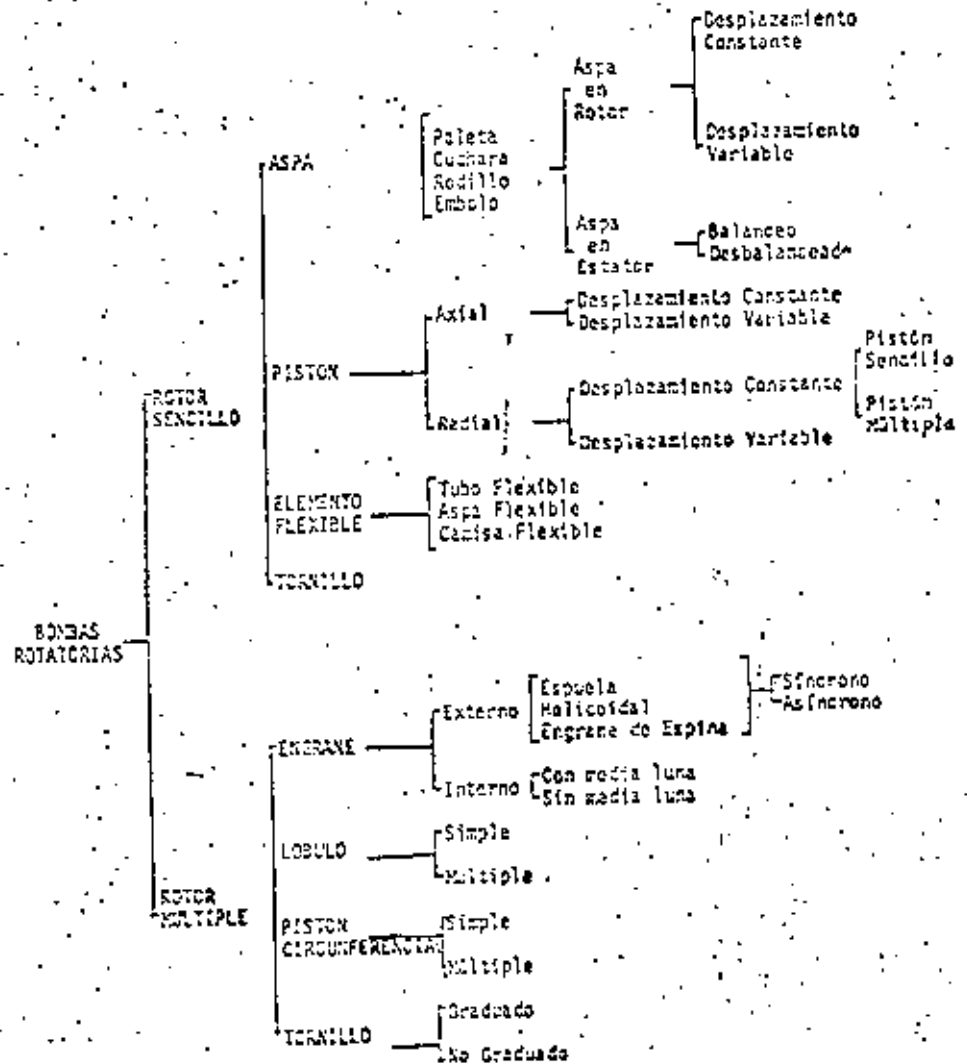 BOMBAS
ROTATORIAS
ROTOR
SENCILLO
ASPA
Paleta
Cuchara
Rodillo
Embolo
Aspa
en
Rotor
Desplazamiento
Constante
Desplazamiento
Variable
Aspa
en
Estator
Balanceo
Desbalanceado
PISTON
Axial
Desplazamiento Constante
Desplazamiento Variable
Radial
Desplazamiento Constante
Pistón
Sencillo
Pistón
Múltiple
Desplazamiento Variable
ELEMENTO
FLEXIBLE
Tubo Flexible
Aspa Flexible
Camisa Flexible
TORNILLO
ROTOR
MULTIPLE
ENGRANE
Externo
Espuela
Helicoidal
Engrane de Espina
Síncrono
Asíncrono
Interno
Con media luna
Sin media luna
LOBULO
Simple
Múltiple
PISTON
CIRCUNFERENCIAL
Simple
Múltiple
TORNILLO
Graduado
No Graduado